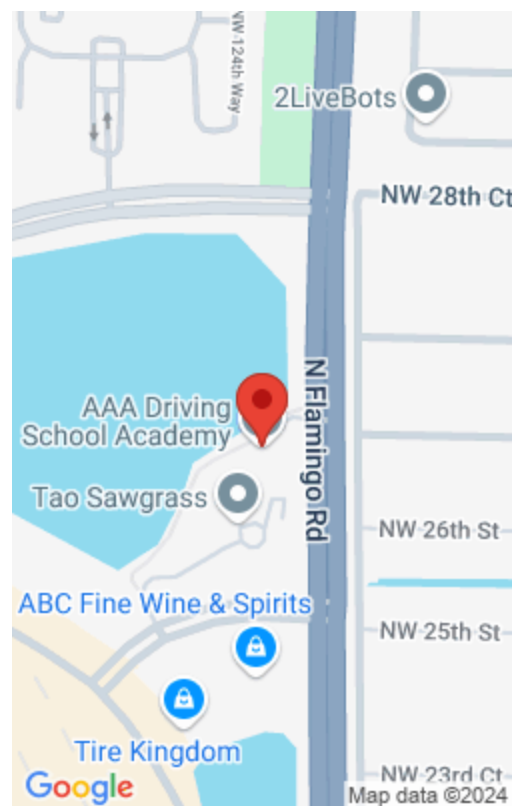 NW 124th Way
2LiveBots
NW 28th Ct
N Flamingo Rd
AAA Driving
School Academy
Tao Sawgrass
NW 26th St
ABC Fine Wine & Spirits
NW 25th St
Tire Kingdom
NW 23rd Ct
Google
Map data ©2024